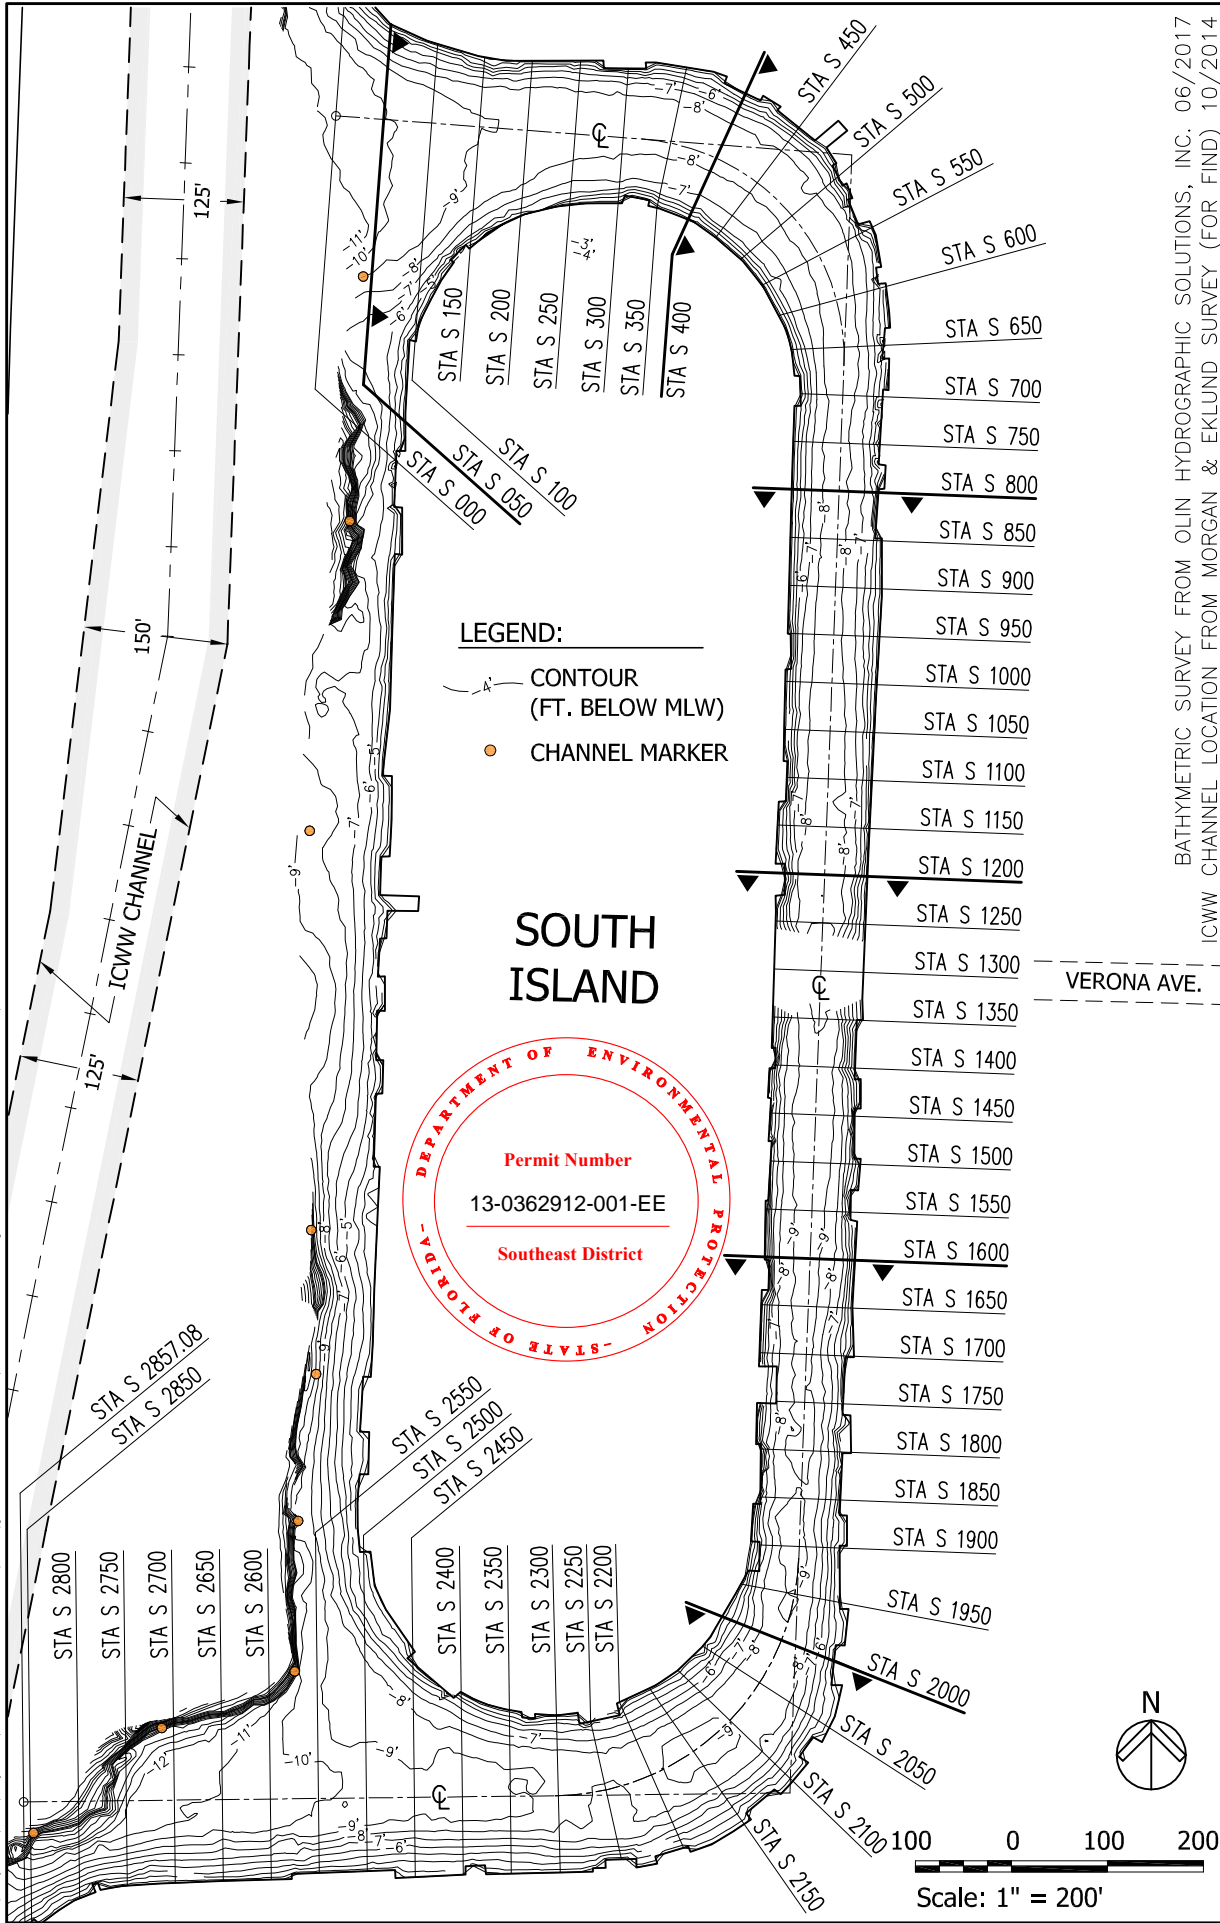 BATHYMETRIC SURVEY FROM OLIN HYDROGRAPHIC SOLUTIONS, INC. 06/2017
ICWW CHANNEL LOCATION FROM MORGAN & EKLUND SURVEY (FOR FIND) 10/2014
STA S 450
STA S 500
STA S 550
STA S 600
STA S 650
STA S 700
STA S 750
STA S 800
STA S 850
STA S 900
STA S 950
STA S 1000
STA S 1050
STA S 1100
STA S 1150
STA S 1200
STA S 1250
STA S 1300
STA S 1350
STA S 1400
STA S 1450
STA S 1500
STA S 1550
STA S 1600
STA S 1650
STA S 1700
STA S 1750
STA S 1800
STA S 1850
STA S 1900
STA S 1950
STA S 2000
STA S 2050
STA S 2100
STA S 2150
STA S 150
STA S 200
STA S 250
STA S 300
STA S 350
STA S 400
STA S 100
STA S 050
STA S 000
125'
150'
125'
ICWW CHANNEL
LEGEND:
-4' CONTOUR
(FT. BELOW MLW)
CHANNEL MARKER
SOUTH
ISLAND
VERONA AVE.
DEPARTMENT OF ENVIRONMENTAL PROTECTION
-STATE OF FLORIDA-
Permit Number
13-0362912-001-EE
Southeast District
STA S 2857.08
STA S 2850
STA S 2550
STA S 2500
STA S 2450
STA S 2800
STA S 2750
STA S 2700
STA S 2650
STA S 2600
STA S 2400
STA S 2350
STA S 2300
STA S 2250
STA S 2200
-12'
-11'
-10'
-9'
-8'
-7'
-6'
N
100 0 100 200
Scale: 1" = 200'